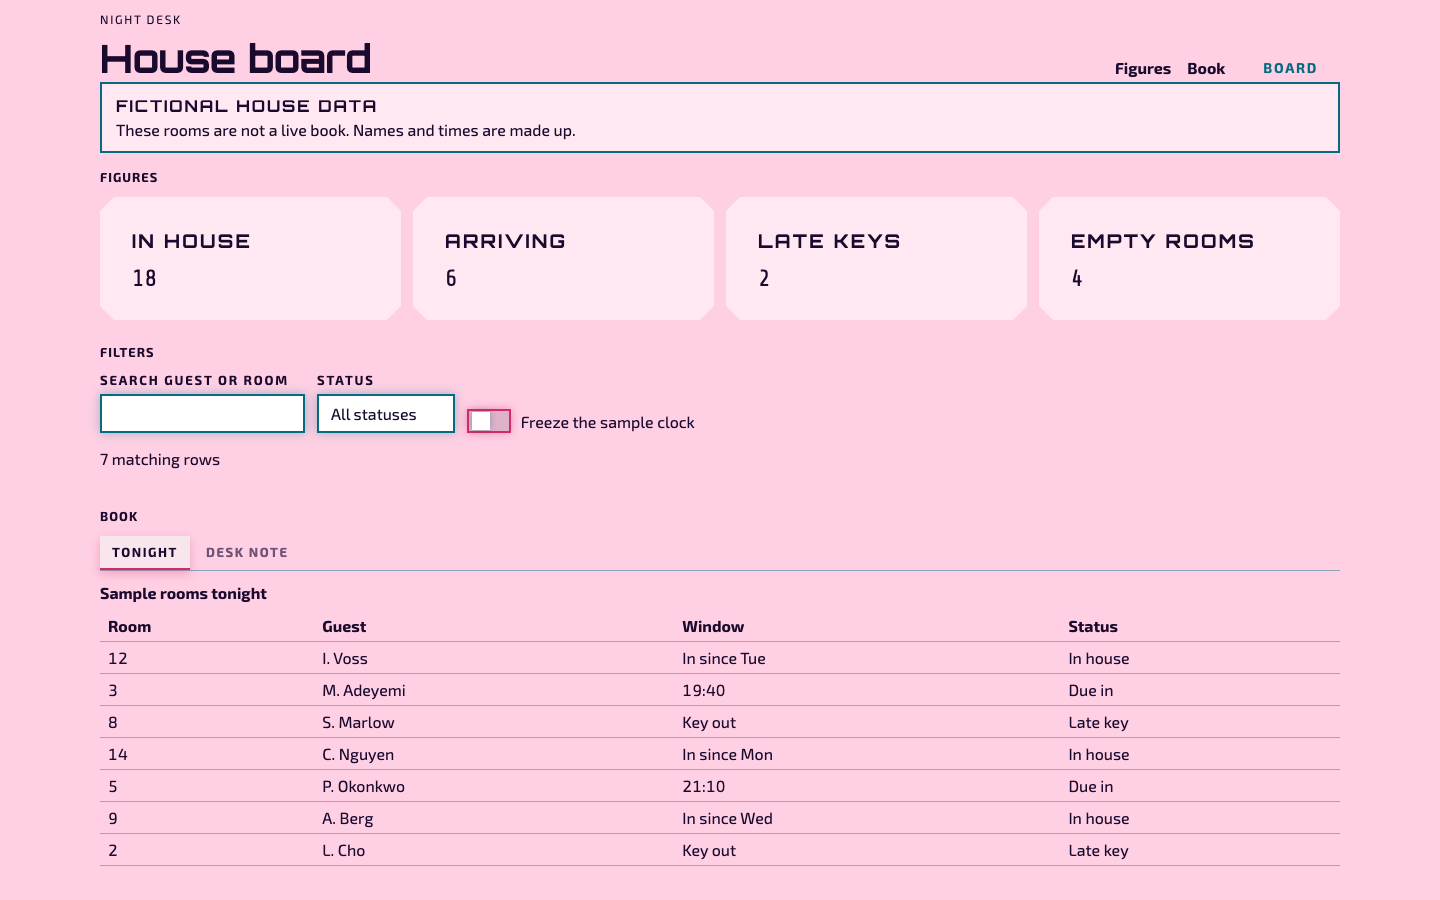 NIGHT DESK
House board
Figures Book BOARD
FICTIONAL HOUSE DATA
These rooms are not a live book. Names and times are made up.
FIGURES
IN HOUSE ARRIVING LATE KEYS EMPTY ROOMS
18 6 2 4
FILTERS
SEARCH GUEST OR ROOM STATUS
All statuses
Freeze the sample clock
7 matching rows
BOOK
TONIGHT DESK NOTE
Sample rooms tonight
Room Guest Window Status
12 I. Voss In since Tue In house
3 M. Adeyemi 19:40 Due in
8 S. Marlow Key out Late key
14 C. Nguyen In since Mon In house
5 P. Okonkwo 21:10 Due in
9 A. Berg In since Wed In house
2 L. Cho Key out Late key